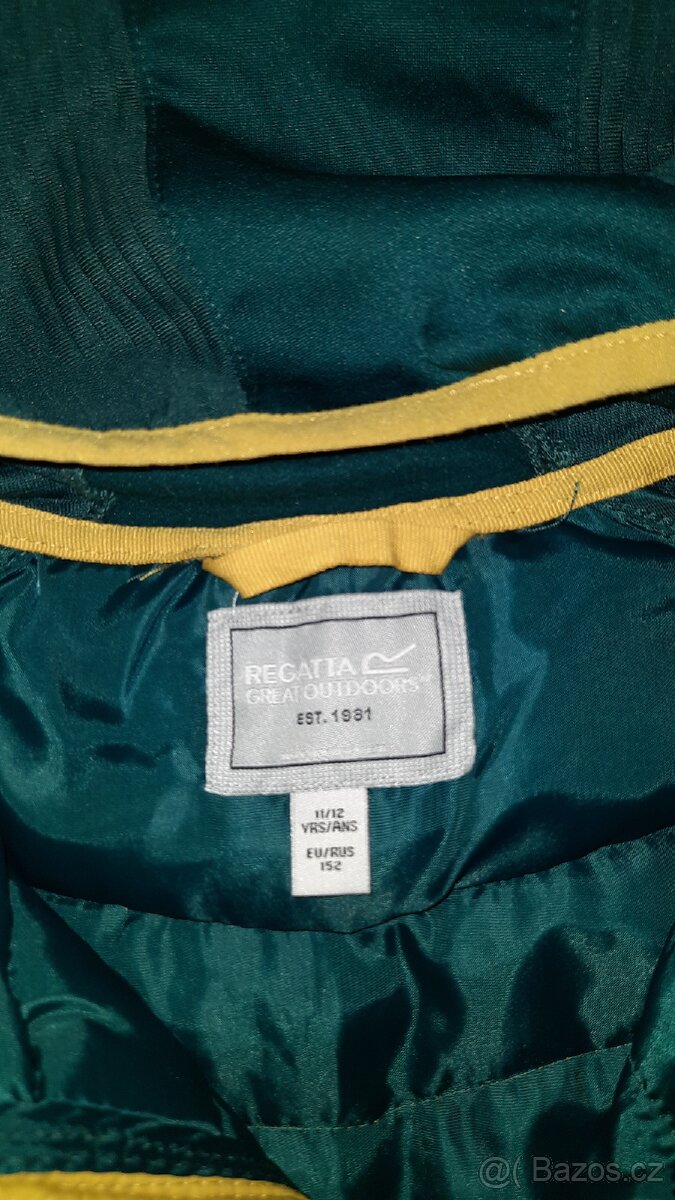 REGATTA
GREAT OUTDOORS
EST. 1981
11/12
YRS/ANS
EU/RUS
152
@( Bazos.cz